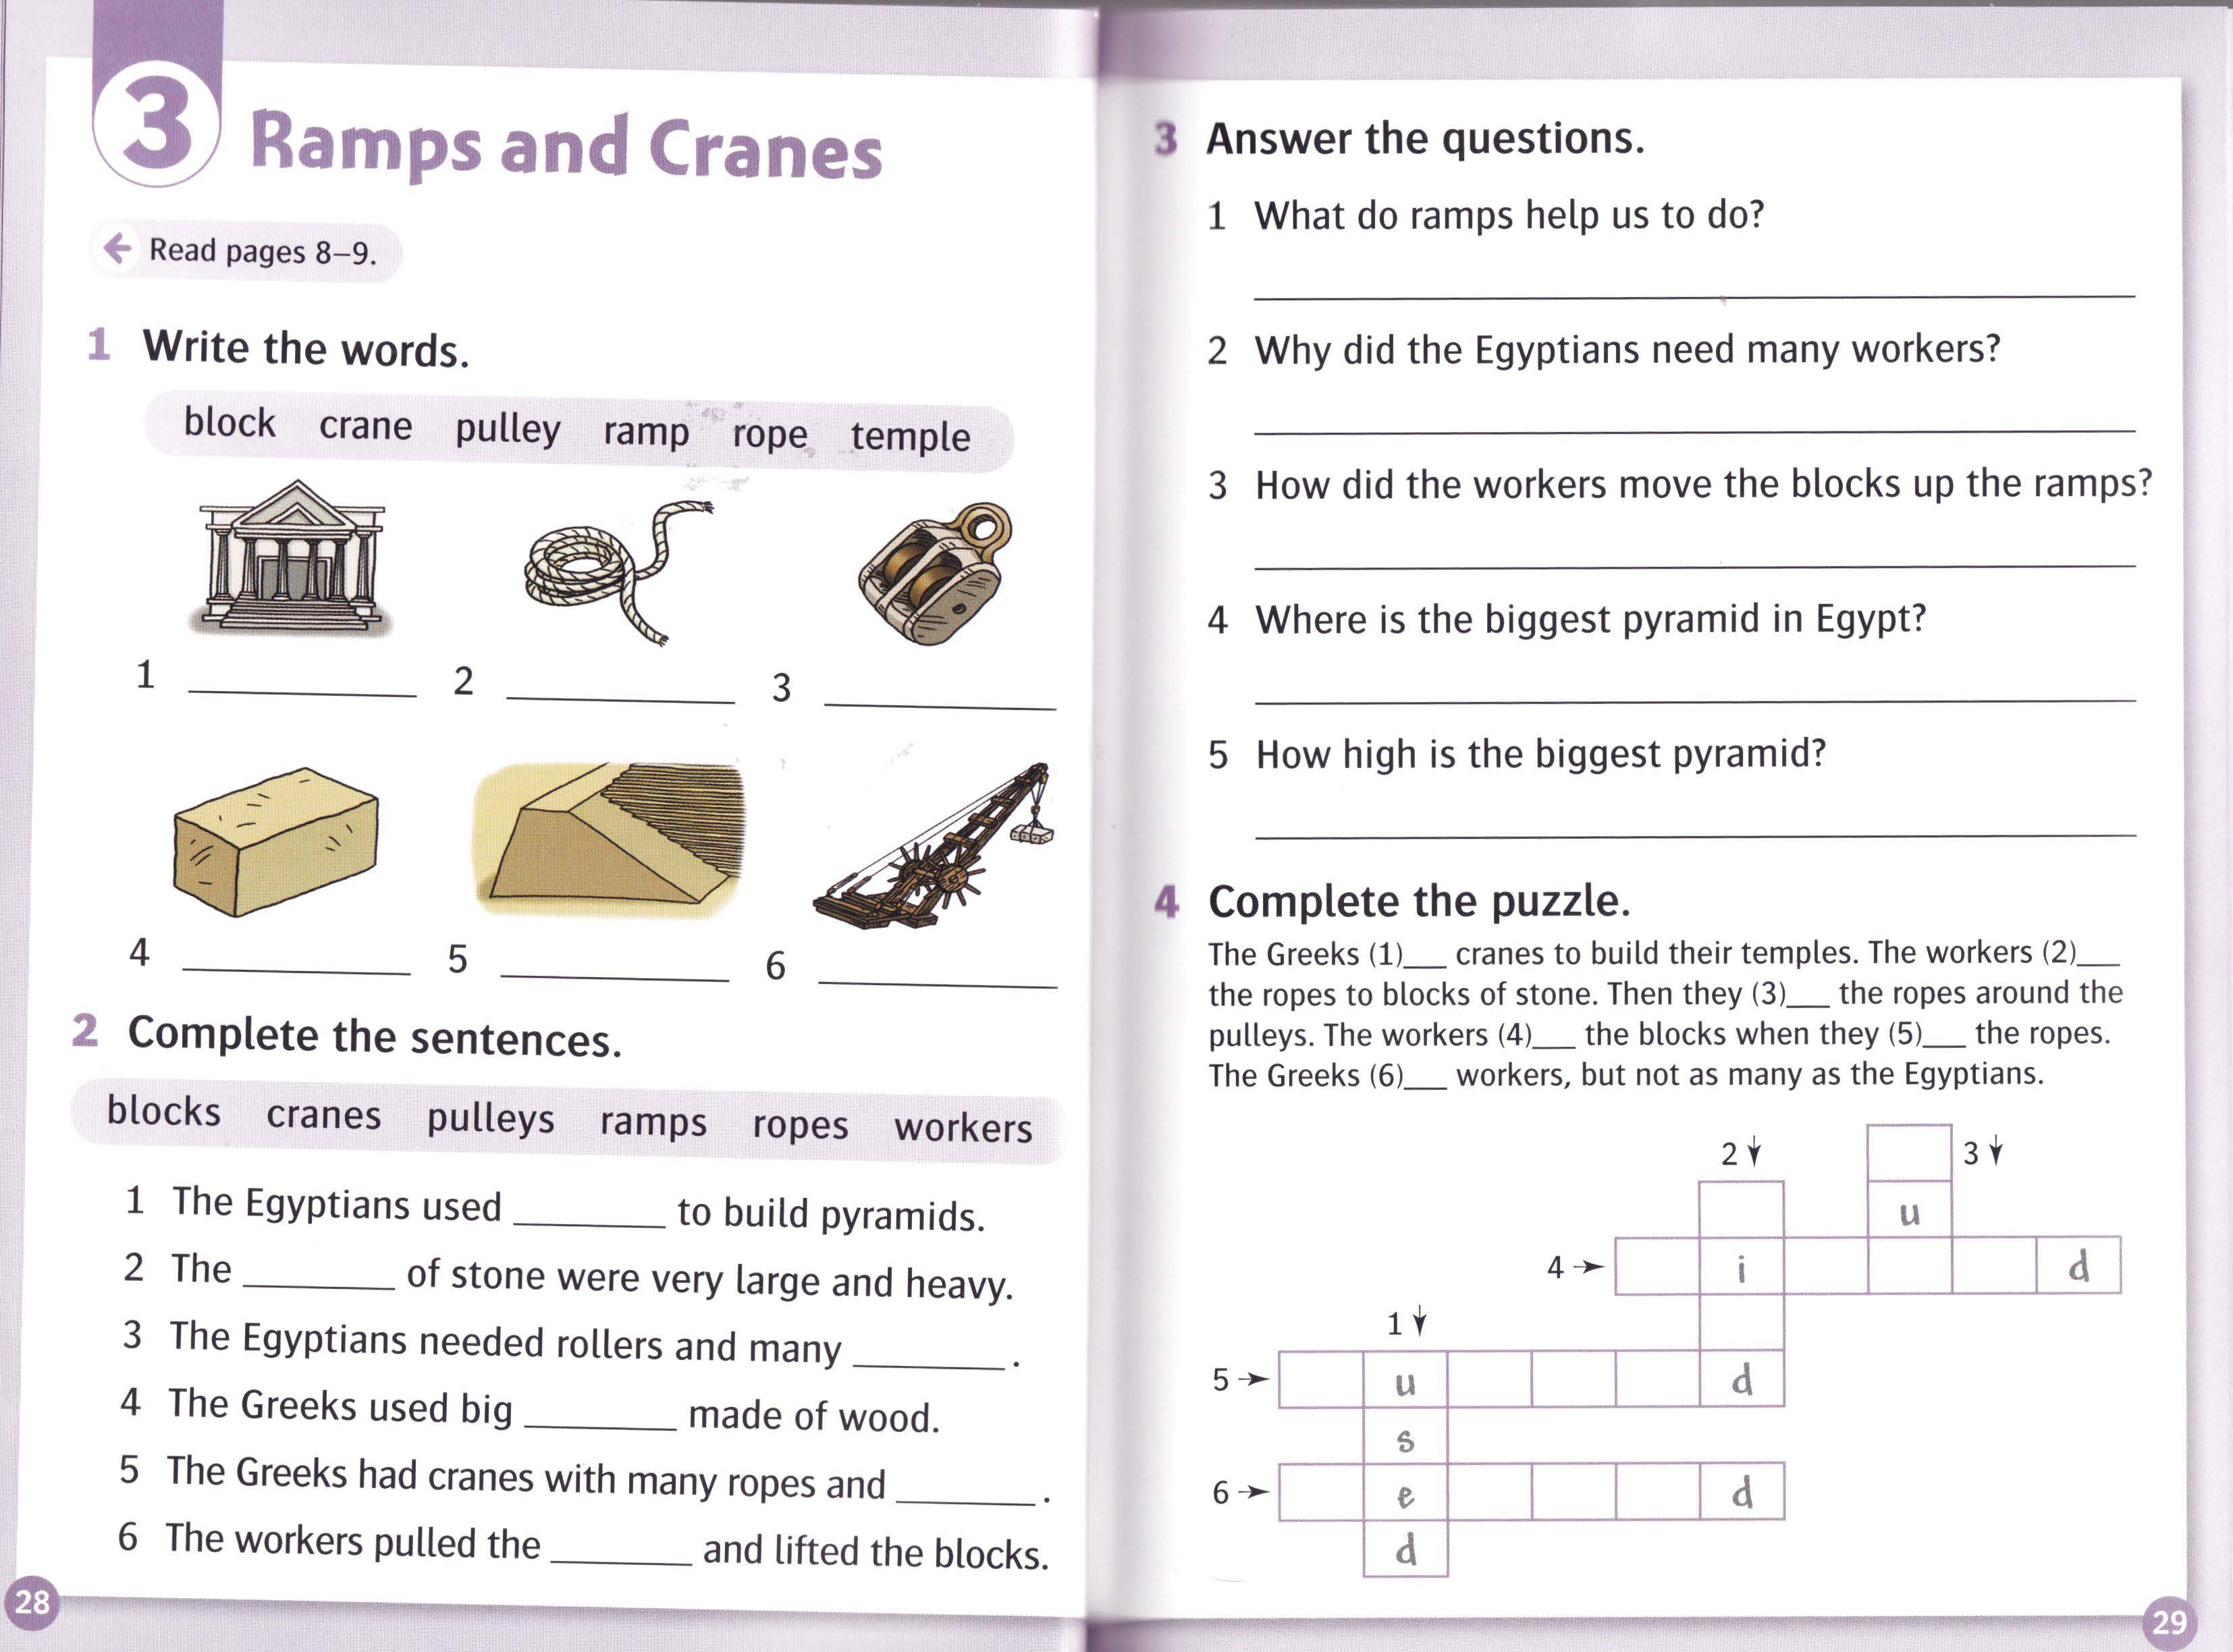 3
Ramps and Cranes
← Read pages 8–9.
1 Write the words.
block crane pulley ramp rope temple
1 ________ 2 ________ 3 ________
4 ________ 5 ________ 6 ________
2 Complete the sentences.
blocks cranes pulleys ramps ropes workers
1 The Egyptians used ________ to build pyramids.
2 The ________ of stone were very large and heavy.
3 The Egyptians needed rollers and many ________.
4 The Greeks used big ________ made of wood.
5 The Greeks had cranes with many ropes and ________.
6 The workers pulled the ________ and lifted the blocks.
28
3 Answer the questions.
1 What do ramps help us to do?
2 Why did the Egyptians need many workers?
3 How did the workers move the blocks up the ramps?
4 Where is the biggest pyramid in Egypt?
5 How high is the biggest pyramid?
4 Complete the puzzle.
The Greeks (1)___ cranes to build their temples. The workers (2)___
the ropes to blocks of stone. Then they (3)___ the ropes around the
pulleys. The workers (4)___ the blocks when they (5)___ the ropes.
The Greeks (6)___ workers, but not as many as the Egyptians.
2 ↓ 3 ↓
u
4 → i d
1 ↓
5 → u d
s
6 → e d
d
29